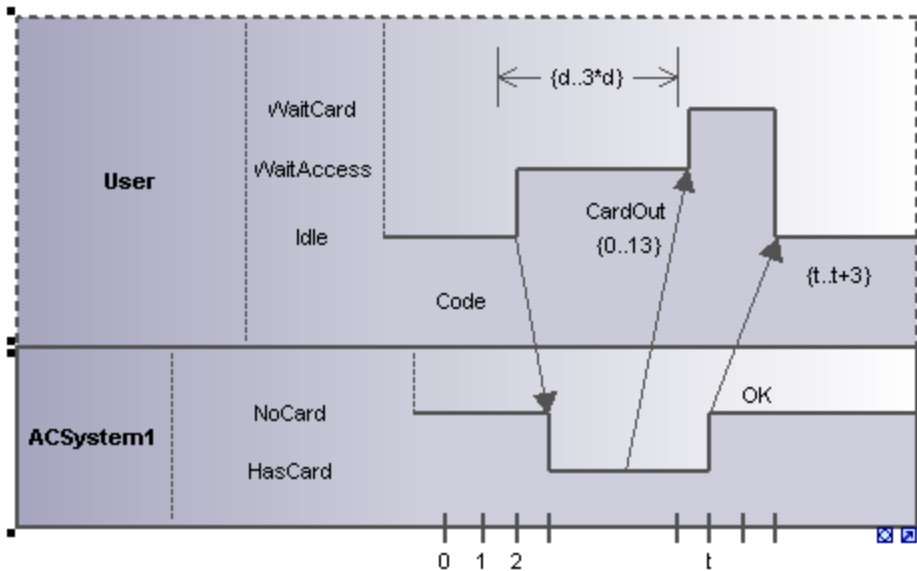 {d..3*d}
WaitCard
WaitAccess
User
CardOut
Idle
{0..13}
{t..t+3}
Code
OK
NoCard
ACSystem1
HasCard
0 1 2 t